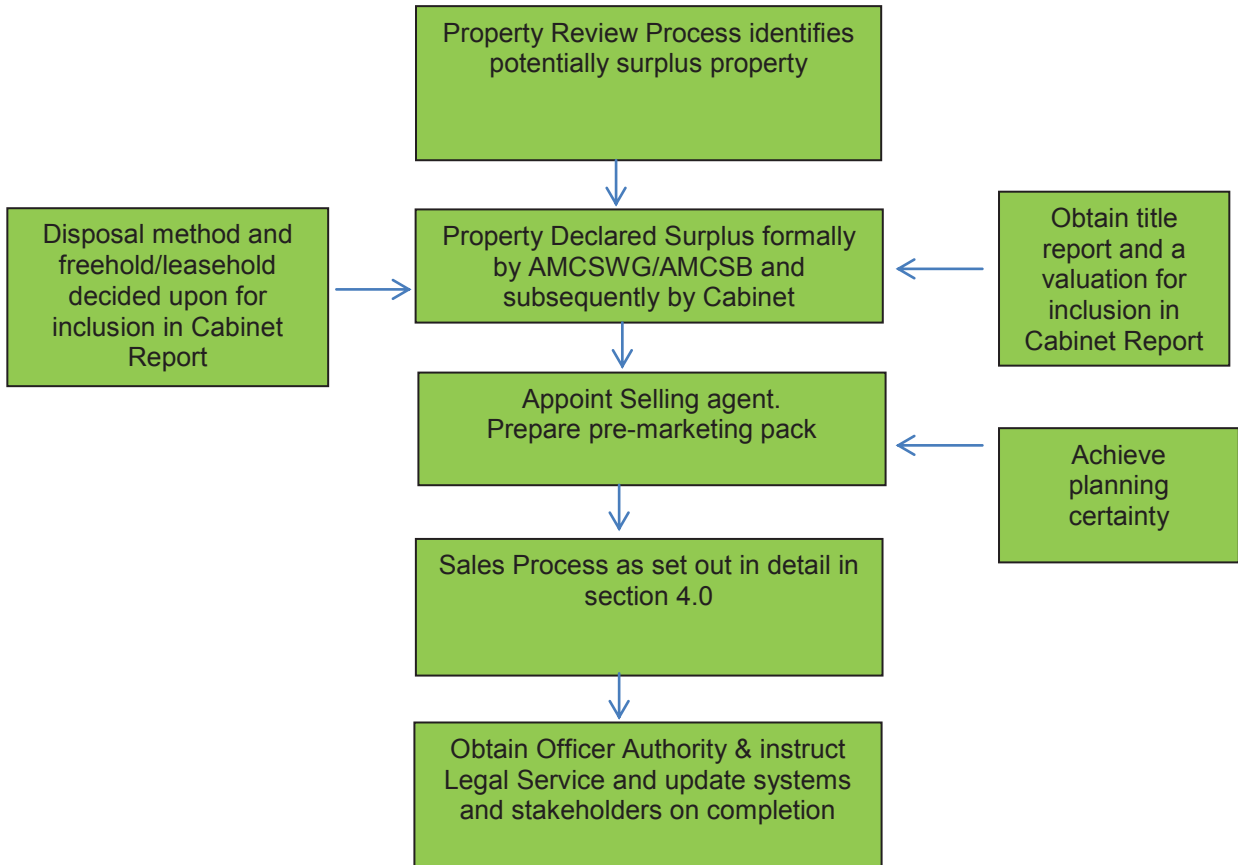 Property Review Process identifies
potentially surplus property
Disposal method and
freehold/leasehold
decided upon for
inclusion in Cabinet
Report
Property Declared Surplus formally
by AMCSWG/AMCSB and
subsequently by Cabinet
Obtain title
report and a
valuation for
inclusion in
Cabinet Report
Appoint Selling agent.
Prepare pre-marketing pack
Achieve
planning
certainty
Sales Process as set out in detail in
section 4.0
Obtain Officer Authority & instruct
Legal Service and update systems
and stakeholders on completion